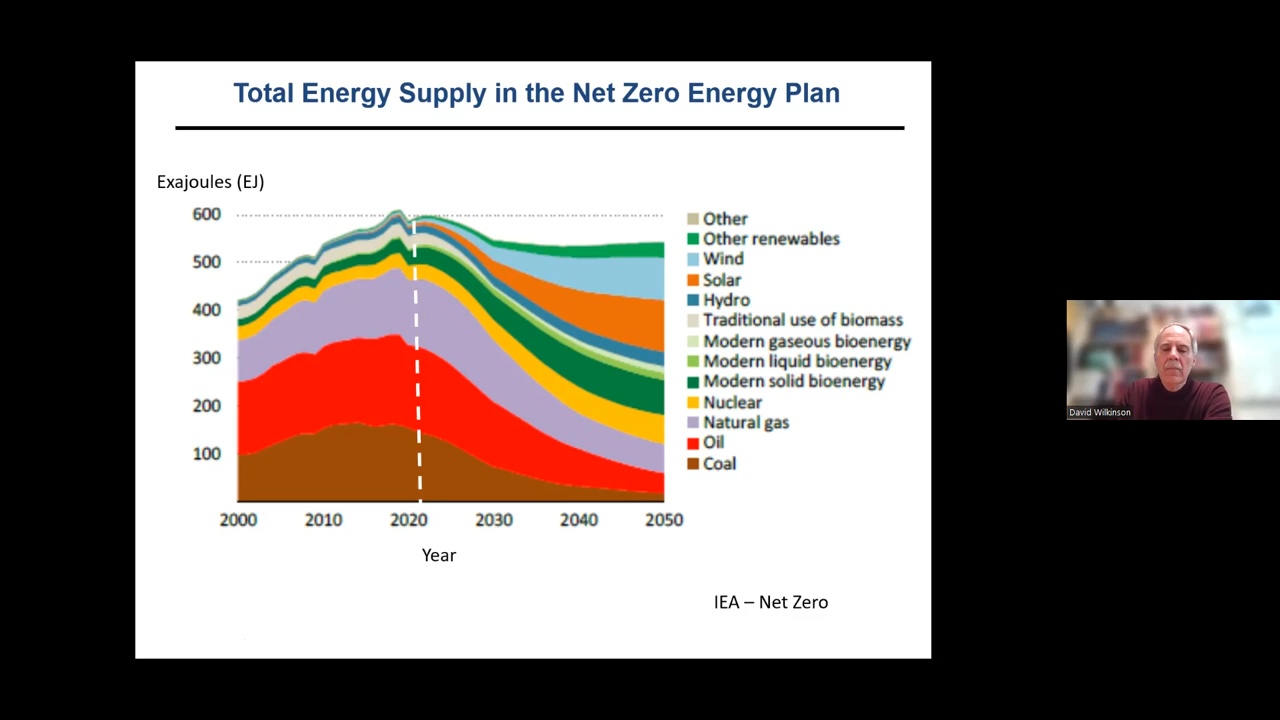 Total Energy Supply in the Net Zero Energy Plan
Exajoules (EJ)
600
500
400
300
200
100
2000 2010 2020 2030 2040 2050
Year
Other
Other renewables
Wind
Solar
Hydro
Traditional use of biomass
Modern gaseous bioenergy
Modern liquid bioenergy
Modern solid bioenergy
Nuclear
Natural gas
Oil
Coal
IEA – Net Zero
David Wilkinson